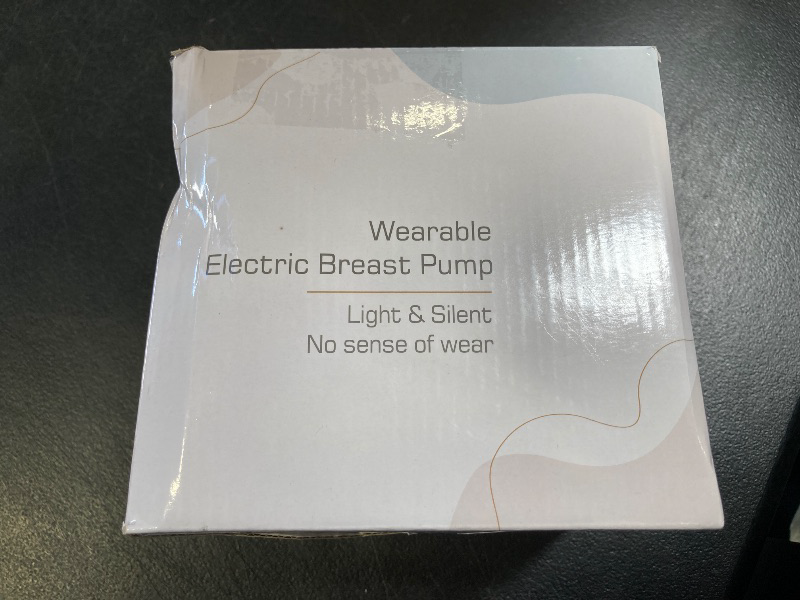 Wearable
Electric Breast Pump
Light & Silent
No sense of wear